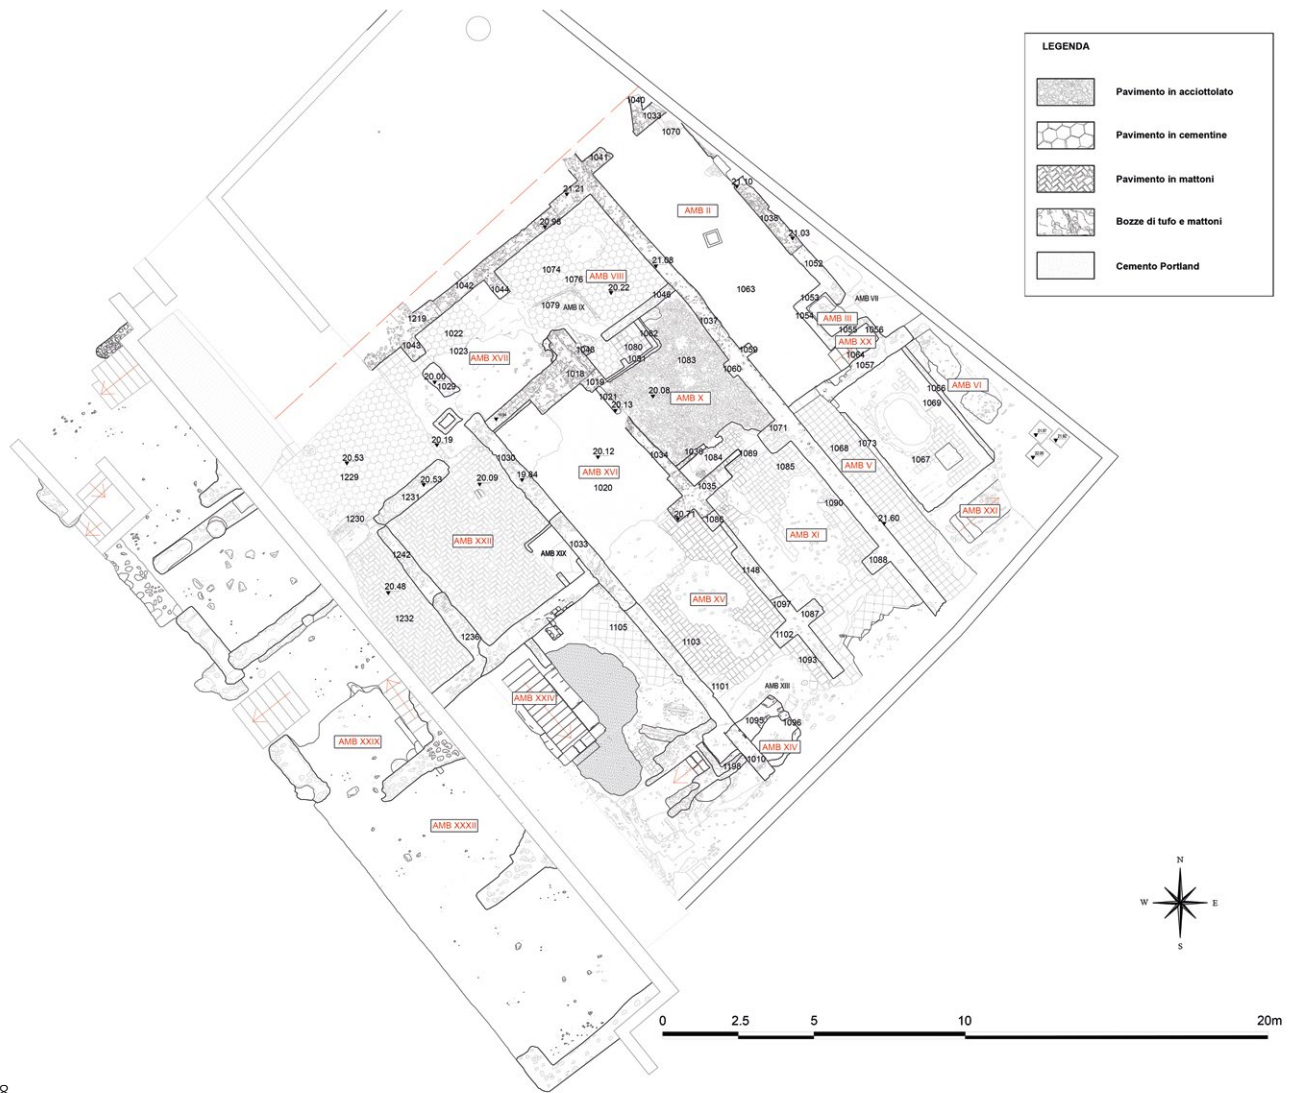 LEGENDA
Pavimento in acciottolato
Pavimento in cementine
Pavimento in mattoni
Bozze di tufo e mattoni
Cemento Portland
1040
1033
1070
1041
21.21
21.10
20.98
AMB II
1038
21.03
21.08
1052
1074
1076
AMB VIII
1042
1044
20.22
1046
1063
1053
AMB VII
1079
AMB IX
1054
AMB III
1219
1037
1055
1056
1022
1062
AMB XX
1043
1023
1048
1080
1059
1064
AMB XVII
1081
1083
1060
1057
20.00
1029
1018
1019
1066
AMB VI
1021
20.08
AMB X
1069
20.13
20.19
1071
1068
1073
20.53
1030
20.12
1034
1084
1089
1085
AMB V
1067
1229
1231
20.53
20.09
19.84
AMB XVI
1020
1035
1090
AMB XXI
1230
20.71
1086
21.60
AMB XXII
AMB XI
1242
AMB XIX
1033
1088
1148
20.48
AMB XV
1097
1087
1232
1105
1236
1103
1102
1093
1101
AMB XIII
AMB XXIV
1095
1096
AMB XXIX
AMB XIV
1198
1010
AMB XXXII
N
W
E
S
0
2.5
5
10
20m
8